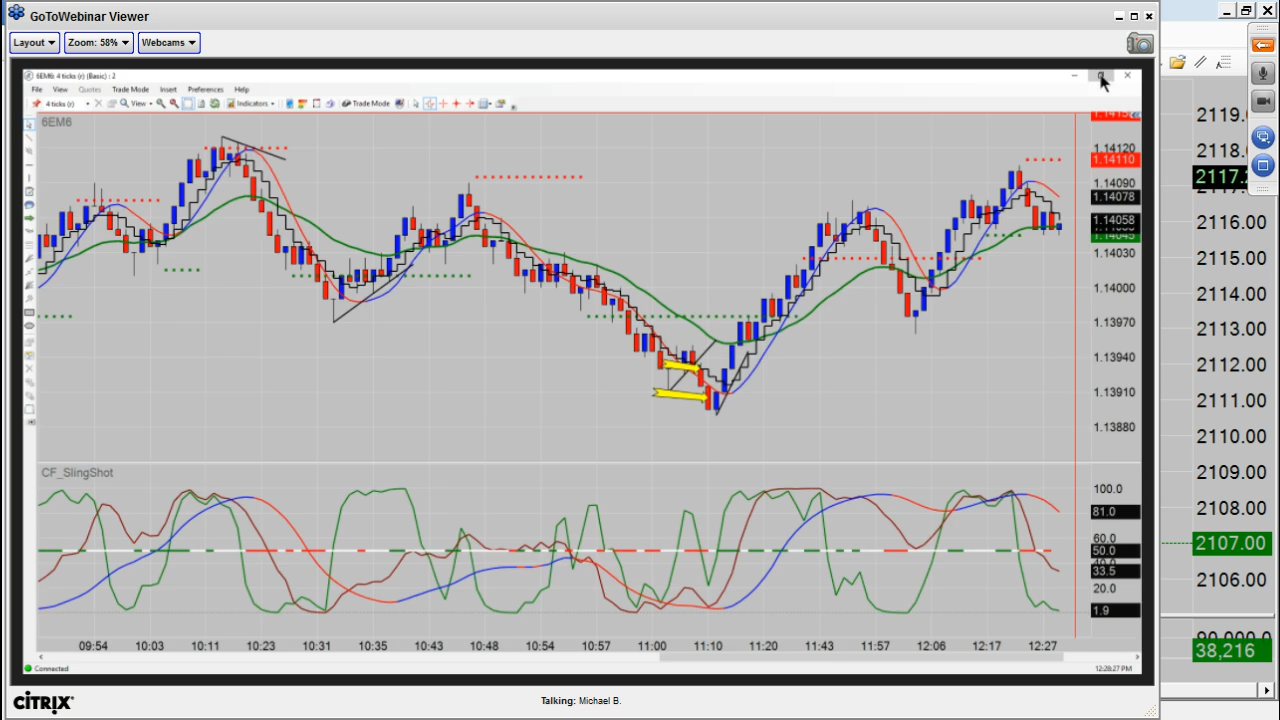 GoToWebinar Viewer
Layout Zoom: 58% Webcams
6EM6: 4 ticks (r) (Basic) : 2
File View Quotes Trade Mode Insert Preferences Help
4 ticks (r) View Indicators Trade Mode
6EM6
1.14120
1.14110
1.14090
1.14078
1.14058
1.14045
1.14030
1.14000
1.13970
1.13940
1.13910
1.13880
CF_SlingShot
100.0
81.0
60.0
50.0
33.5
20.0
1.9
09:54 10:03 10:11 10:23 10:31 10:35 10:43 10:48 10:54 10:57 11:00 11:10 11:20 11:43 11:57 12:06 12:17 12:27
Connected
12:28:27 PM
CITRIX
Talking: Michael B.
2116.00
2115.00
2114.00
2113.00
2112.00
2111.00
2110.00
2109.00
2108.00
2107.00
2106.00
38,216